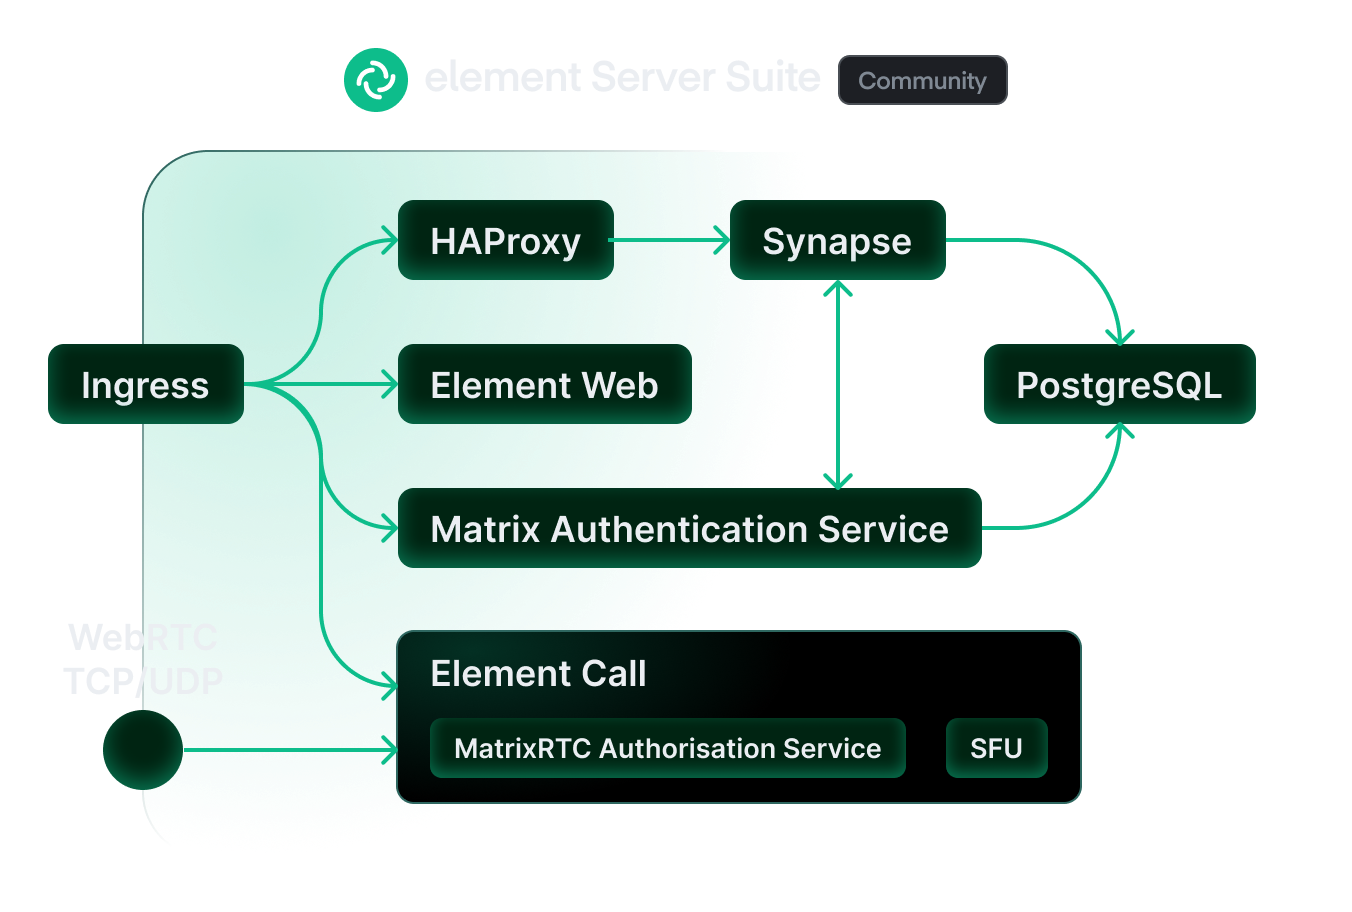 element Server Suite Community
HAProxy
Synapse
Ingress
Element Web
PostgreSQL
Matrix Authentication Service
WebRTC
TCP/UDP
Element Call
MatrixRTC Authorisation Service
SFU